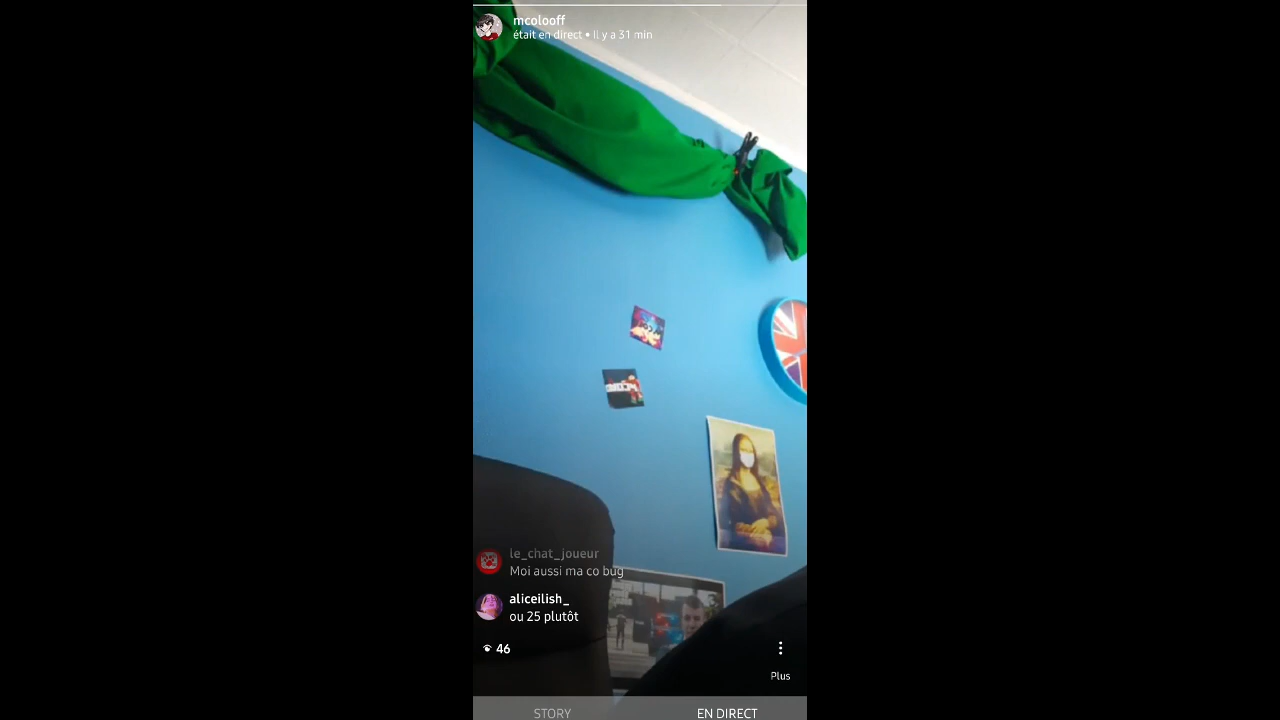 mcolooff
était en direct • Il y a 31 min
le_chat_joueur
Moi aussi ma co bug
aliceilish_
ou 25 plutôt
46
Plus
STORY
EN DIRECT